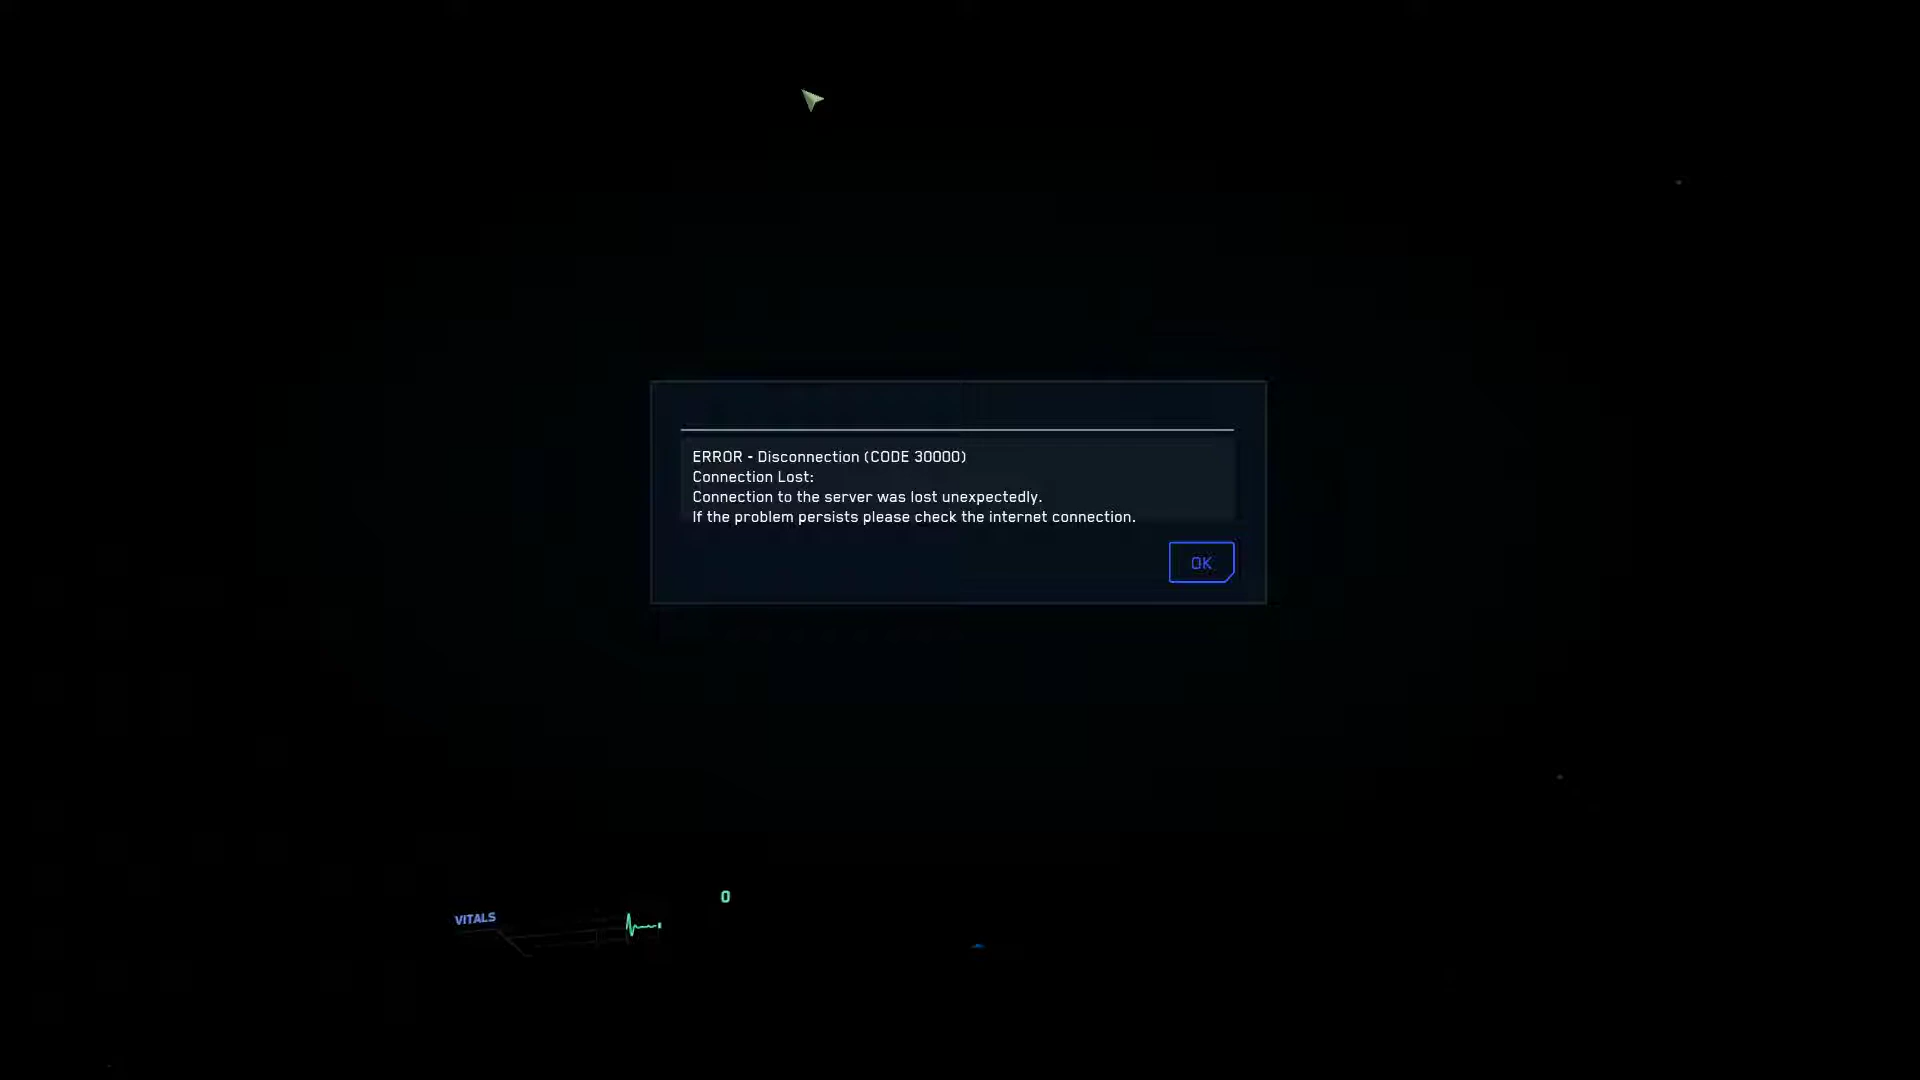 ERROR - Disconnection (CODE 30000)
Connection Lost:
Connection to the server was lost unexpectedly.
If the problem persists please check the internet connection.
OK
0
VITALS